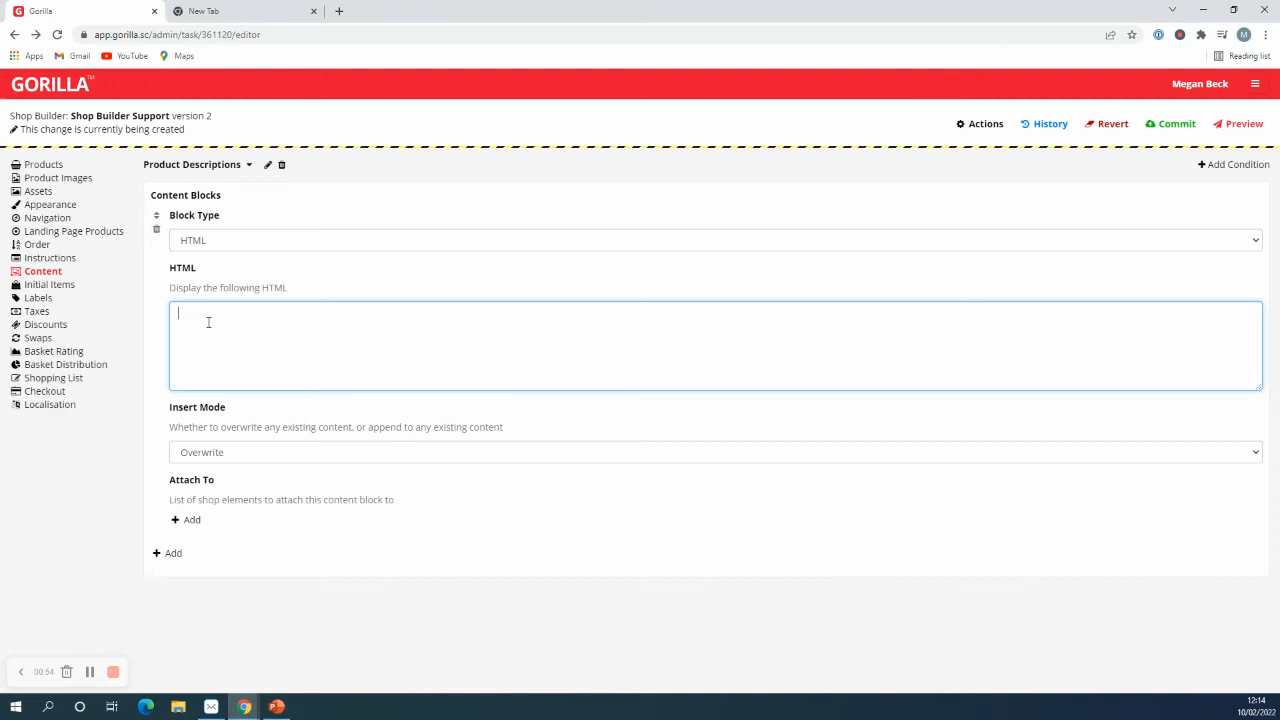 Gorilla
New Tab
app.gorilla.sc/admin/task/361120/editor
M
Apps
Gmail
YouTube
Maps
Reading list
GORILLA™
Megan Beck
Shop Builder: Shop Builder Support version 2
This change is currently being created
Actions
History
Revert
Commit
Preview
Products
Product Images
Assets
Appearance
Navigation
Landing Page Products
Order
Instructions
Content
Initial Items
Labels
Taxes
Discounts
Swaps
Basket Rating
Basket Distribution
Shopping List
Checkout
Localisation
Product Descriptions
Add Condition
Content Blocks
Block Type
HTML
HTML
Display the following HTML
Insert Mode
Whether to overwrite any existing content, or append to any existing content
Overwrite
Attach To
List of shop elements to attach this content block to
Add
Add
00:54
12:14
10/02/2022